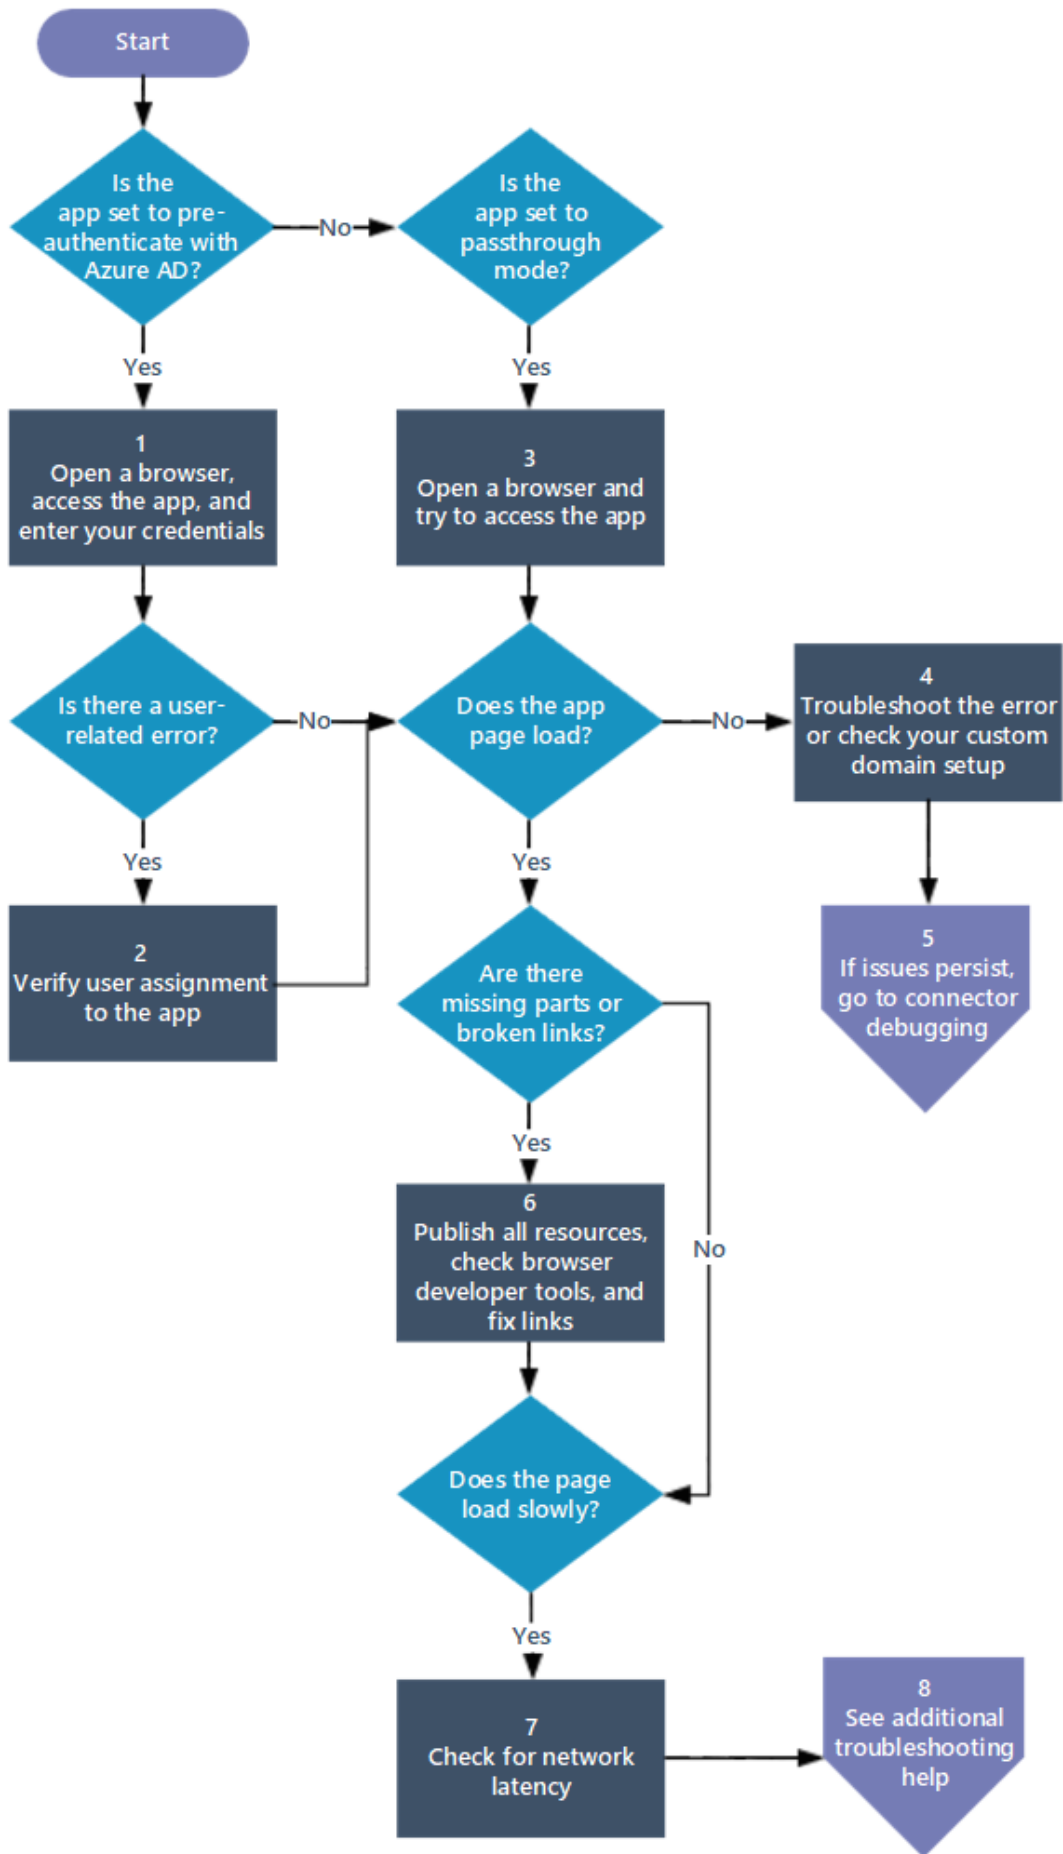 Start
Is the
app set to pre-
authenticate with
Azure AD?
No
Is the
app set to
passthrough
mode?
Yes
Yes
1
Open a browser,
access the app, and
enter your credentials
3
Open a browser and
try to access the app
Is there a user-
related error?
No
Does the app
page load?
No
4
Troubleshoot the error
or check your custom
domain setup
Yes
Yes
2
Verify user assignment
to the app
Are there
missing parts or
broken links?
5
If issues persist,
go to connector
debugging
Yes
6
Publish all resources,
check browser
developer tools, and
fix links
No
Does the page
load slowly?
Yes
7
Check for network
latency
8
See additional
troubleshooting
help